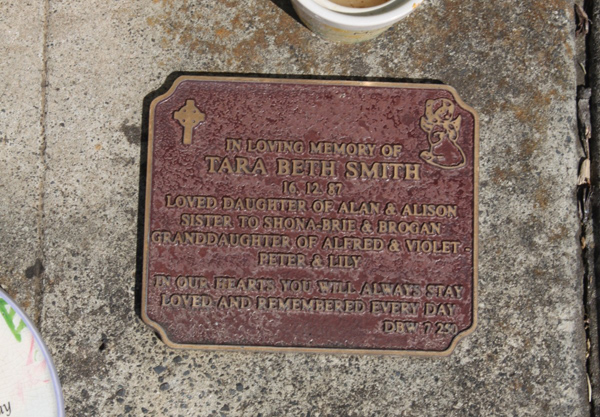 IN LOVING MEMORY OF
TARA BETH SMITH
16. 12. 87
LOVED DAUGHTER OF ALAN & ALISON
SISTER TO SHONA-BRIE & BROGAN
GRANDDAUGHTER OF ALFRED & VIOLET -
PETER & LILY
IN OUR HEARTS YOU WILL ALWAYS STAY
LOVED AND REMEMBERED EVERY DAY
DBW 7 250